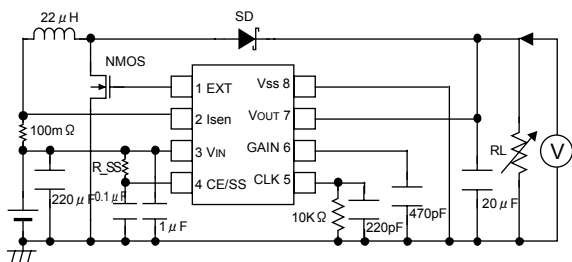 22μH
SD
NMOS
1 EXT
Vss 8
2 Isen
VOUT 7
100mΩ
3 VIN
GAIN 6
R_SS
RL
V
4 CE/SS
CLK 5
220μF
0.1μF
1μF
10KΩ
220pF
470pF
20μF